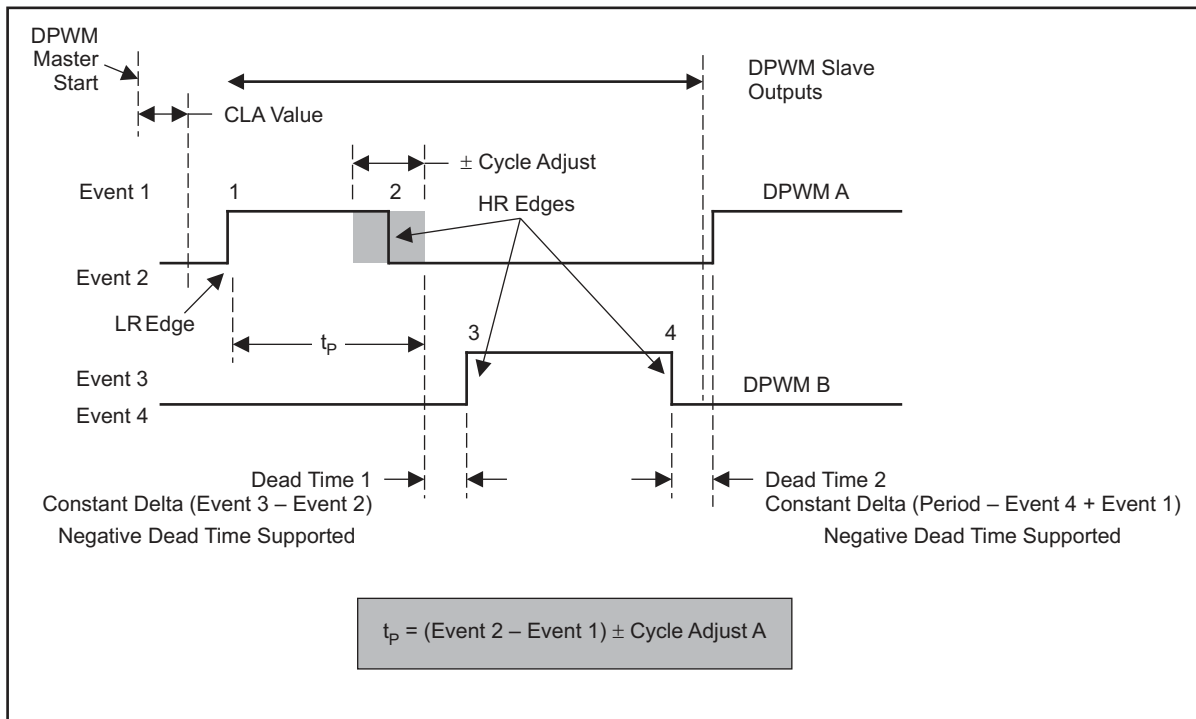 DPWM
Master
Start
DPWM Slave
Outputs
CLA Value
± Cycle Adjust
Event 1
1
2
HR Edges
DPWM A
Event 2
LR Edge
tP
3
4
Event 3
DPWM B
Event 4
Dead Time 1
Constant Delta (Event 3 – Event 2)
Negative Dead Time Supported
Dead Time 2
Constant Delta (Period – Event 4 + Event 1)
Negative Dead Time Supported
tP = (Event 2 – Event 1) ± Cycle Adjust A